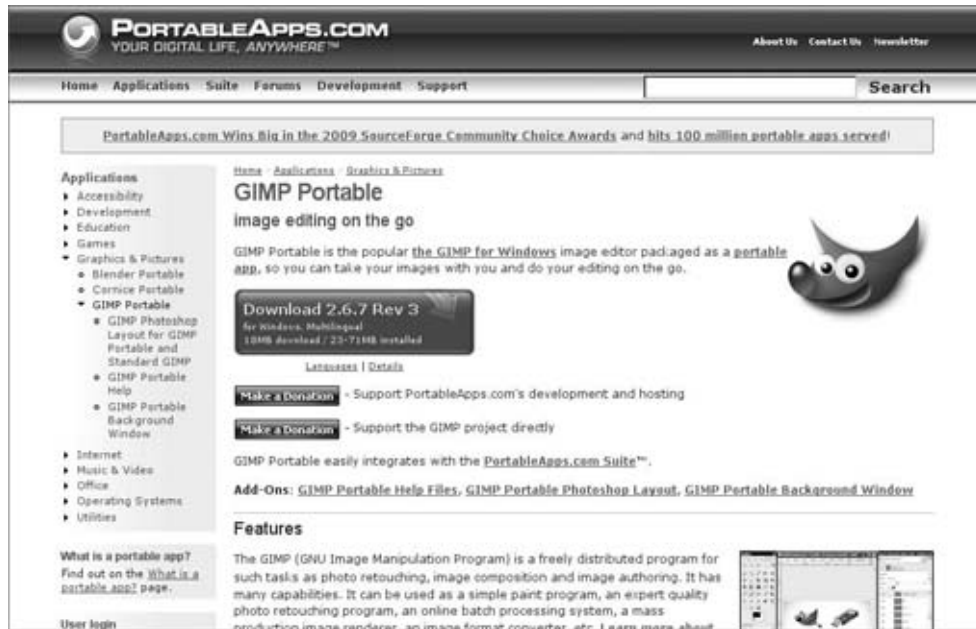 PORTABLEAPPS.COM
YOUR DIGITAL LIFE, ANYWHERE™
About Us Contact Us Newsletter
Home Applications Suite Forums Development Support
Search
PortableApps.com Wins Big in the 2009 SourceForge Community Choice Awards and hits 100 million portable apps served!
Applications
Accessibility
Development
Education
Games
Graphics & Pictures
Blender Portable
Cornice Portable
GIMP Portable
GIMP Photoshop
Layout for GIMP
Portable and
Standard GIMP
GIMP Portable
Help
GIMP Portable
Background
Window
Internet
Music & Video
Office
Operating Systems
Utilities
What is a portable app?
Find out on the What is a
portable app? page.
User login
Home - Applications - Graphics & Pictures
GIMP Portable
image editing on the go
GIMP Portable is the popular the GIMP for Windows image editor packaged as a portable
app, so you can take your images with you and do your editing on the go.
Download 2.6.7 Rev 3
for Windows, Multilingual
18MB download / 23-71MB installed
Languages | Details
Make a Donation - Support PortableApps.com's development and hosting
Make a Donation - Support the GIMP project directly
GIMP Portable easily integrates with the PortableApps.com Suite™.
Add-Ons: GIMP Portable Help Files, GIMP Portable Photoshop Layout, GIMP Portable Background Window
Features
The GIMP (GNU Image Manipulation Program) is a freely distributed program for
such tasks as photo retouching, image composition and image authoring. It has
many capabilities. It can be used as a simple paint program, an expert quality
photo retouching program, an online batch processing system, a mass
production image renderer, an image format converter, etc. Learn more about